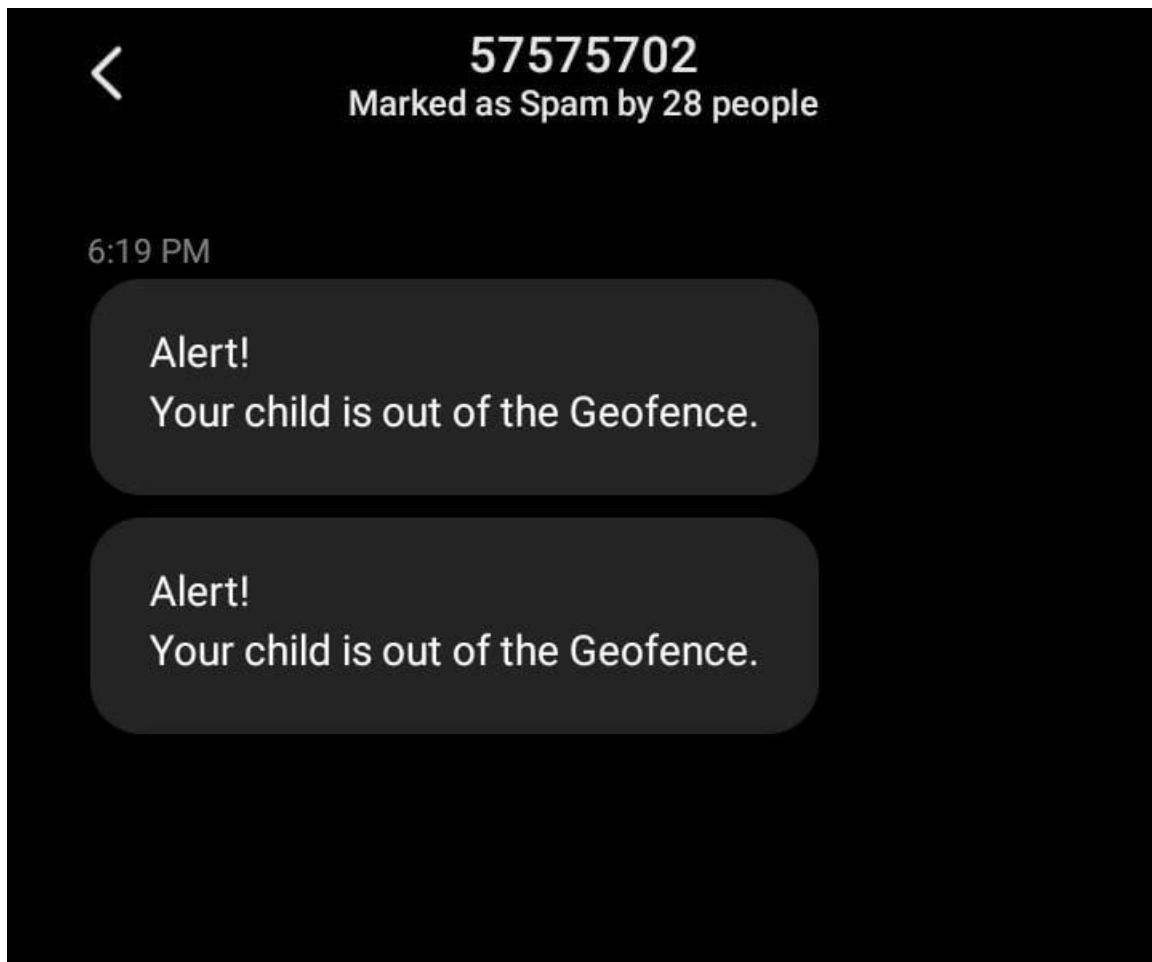 57575702
Marked as Spam by 28 people
6:19 PM
Alert!
Your child is out of the Geofence.
Alert!
Your child is out of the Geofence.